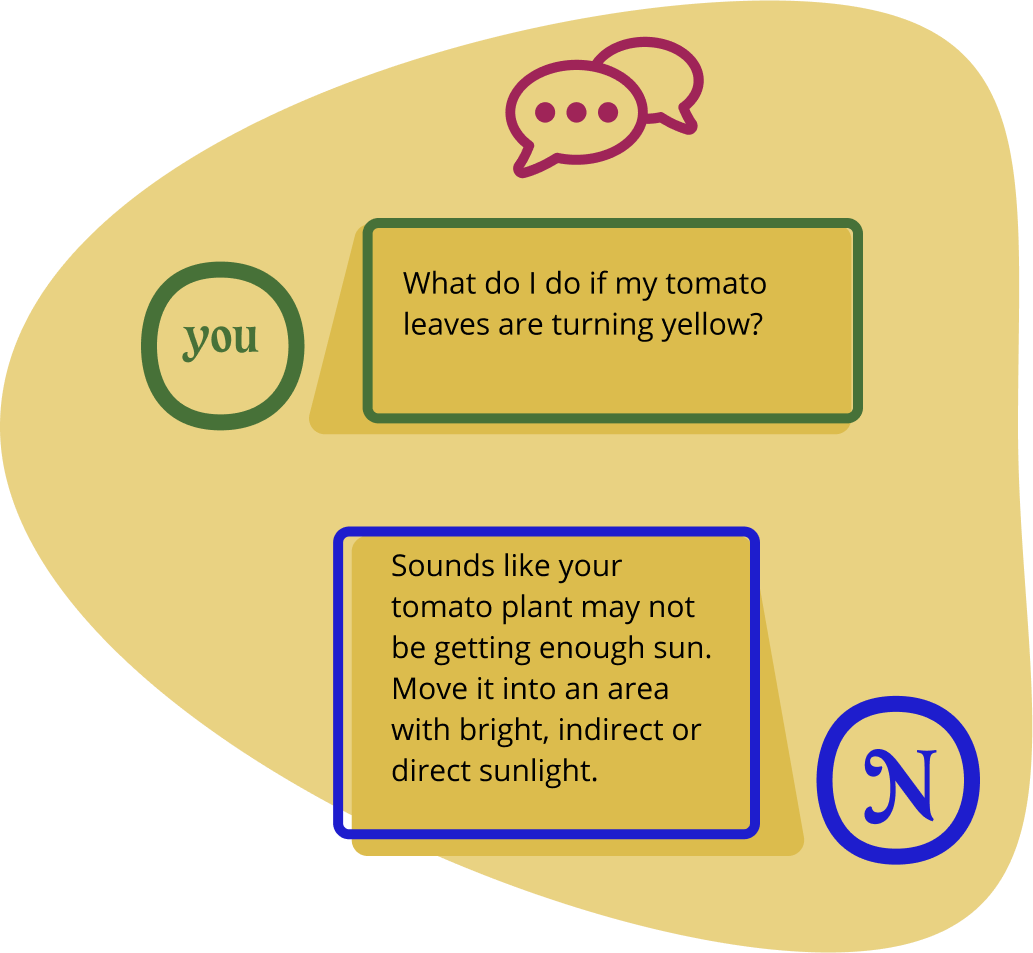 you
What do I do if my tomato
leaves are turning yellow?
Sounds like your
tomato plant may not
be getting enough sun.
Move it into an area
with bright, indirect or
direct sunlight.
N